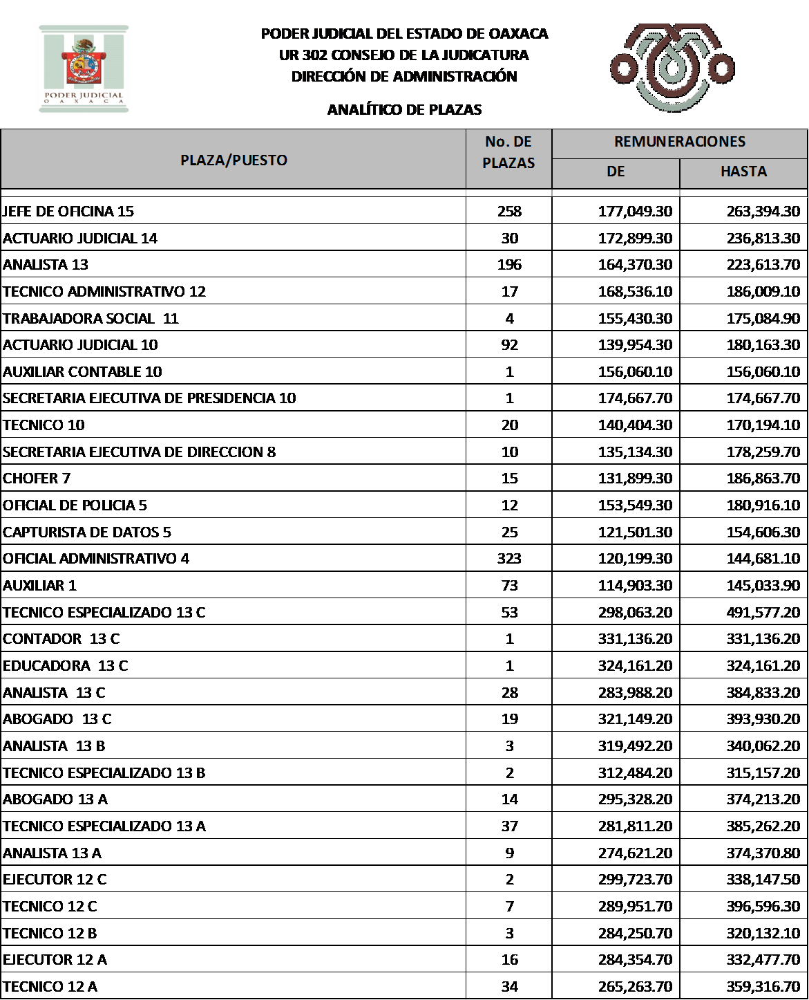 PODER JUDICIAL
OAXACA
PODER JUDICIAL DEL ESTADO DE OAXACA
UR 302 CONSEJO DE LA JUDICATURA
DIRECCIÓN DE ADMINISTRACIÓN
ANALÍTICO DE PLAZAS
PLAZA/PUESTO No. DE PLAZAS REMUNERACIONES
DE HASTA
JEFE DE OFICINA 15 258 177,049.30 263,394.30
ACTUARIO JUDICIAL 14 30 172,899.30 236,813.30
ANALISTA 13 196 164,370.30 223,613.70
TECNICO ADMINISTRATIVO 12 17 168,536.10 186,009.10
TRABAJADORA SOCIAL 11 4 155,430.30 175,084.90
ACTUARIO JUDICIAL 10 92 139,954.30 180,163.30
AUXILIAR CONTABLE 10 1 156,060.10 156,060.10
SECRETARIA EJECUTIVA DE PRESIDENCIA 10 1 174,667.70 174,667.70
TECNICO 10 20 140,404.30 170,194.10
SECRETARIA EJECUTIVA DE DIRECCION 8 10 135,134.30 178,259.70
CHOFER 7 15 131,899.30 186,863.70
OFICIAL DE POLICIA 5 12 153,549.30 180,916.10
CAPTURISTA DE DATOS 5 25 121,501.30 154,606.30
OFICIAL ADMINISTRATIVO 4 323 120,199.30 144,681.10
AUXILIAR 1 73 114,903.30 145,033.90
TECNICO ESPECIALIZADO 13 C 53 298,063.20 491,577.20
CONTADOR 13 C 1 331,136.20 331,136.20
EDUCADORA 13 C 1 324,161.20 324,161.20
ANALISTA 13 C 28 283,988.20 384,833.20
ABOGADO 13 C 19 321,149.20 393,930.20
ANALISTA 13 B 3 319,492.20 340,062.20
TECNICO ESPECIALIZADO 13 B 2 312,484.20 315,157.20
ABOGADO 13 A 14 295,328.20 374,213.20
TECNICO ESPECIALIZADO 13 A 37 281,811.20 385,262.20
ANALISTA 13 A 9 274,621.20 374,370.80
EJECUTOR 12 C 2 299,723.70 338,147.50
TECNICO 12 C 7 289,951.70 396,596.30
TECNICO 12 B 3 284,250.70 320,132.10
EJECUTOR 12 A 16 284,354.70 332,477.70
TECNICO 12 A 34 265,263.70 359,316.70